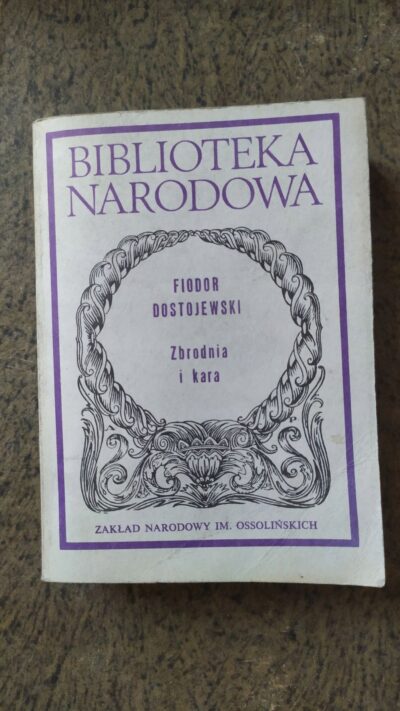 BIBLIOTEKA
NARODOWA
FIODOR
DOSTOJEWSKI
Zbrodnia
i kara
ZAKŁAD NARODOWY IM. OSSOLIŃSKICH